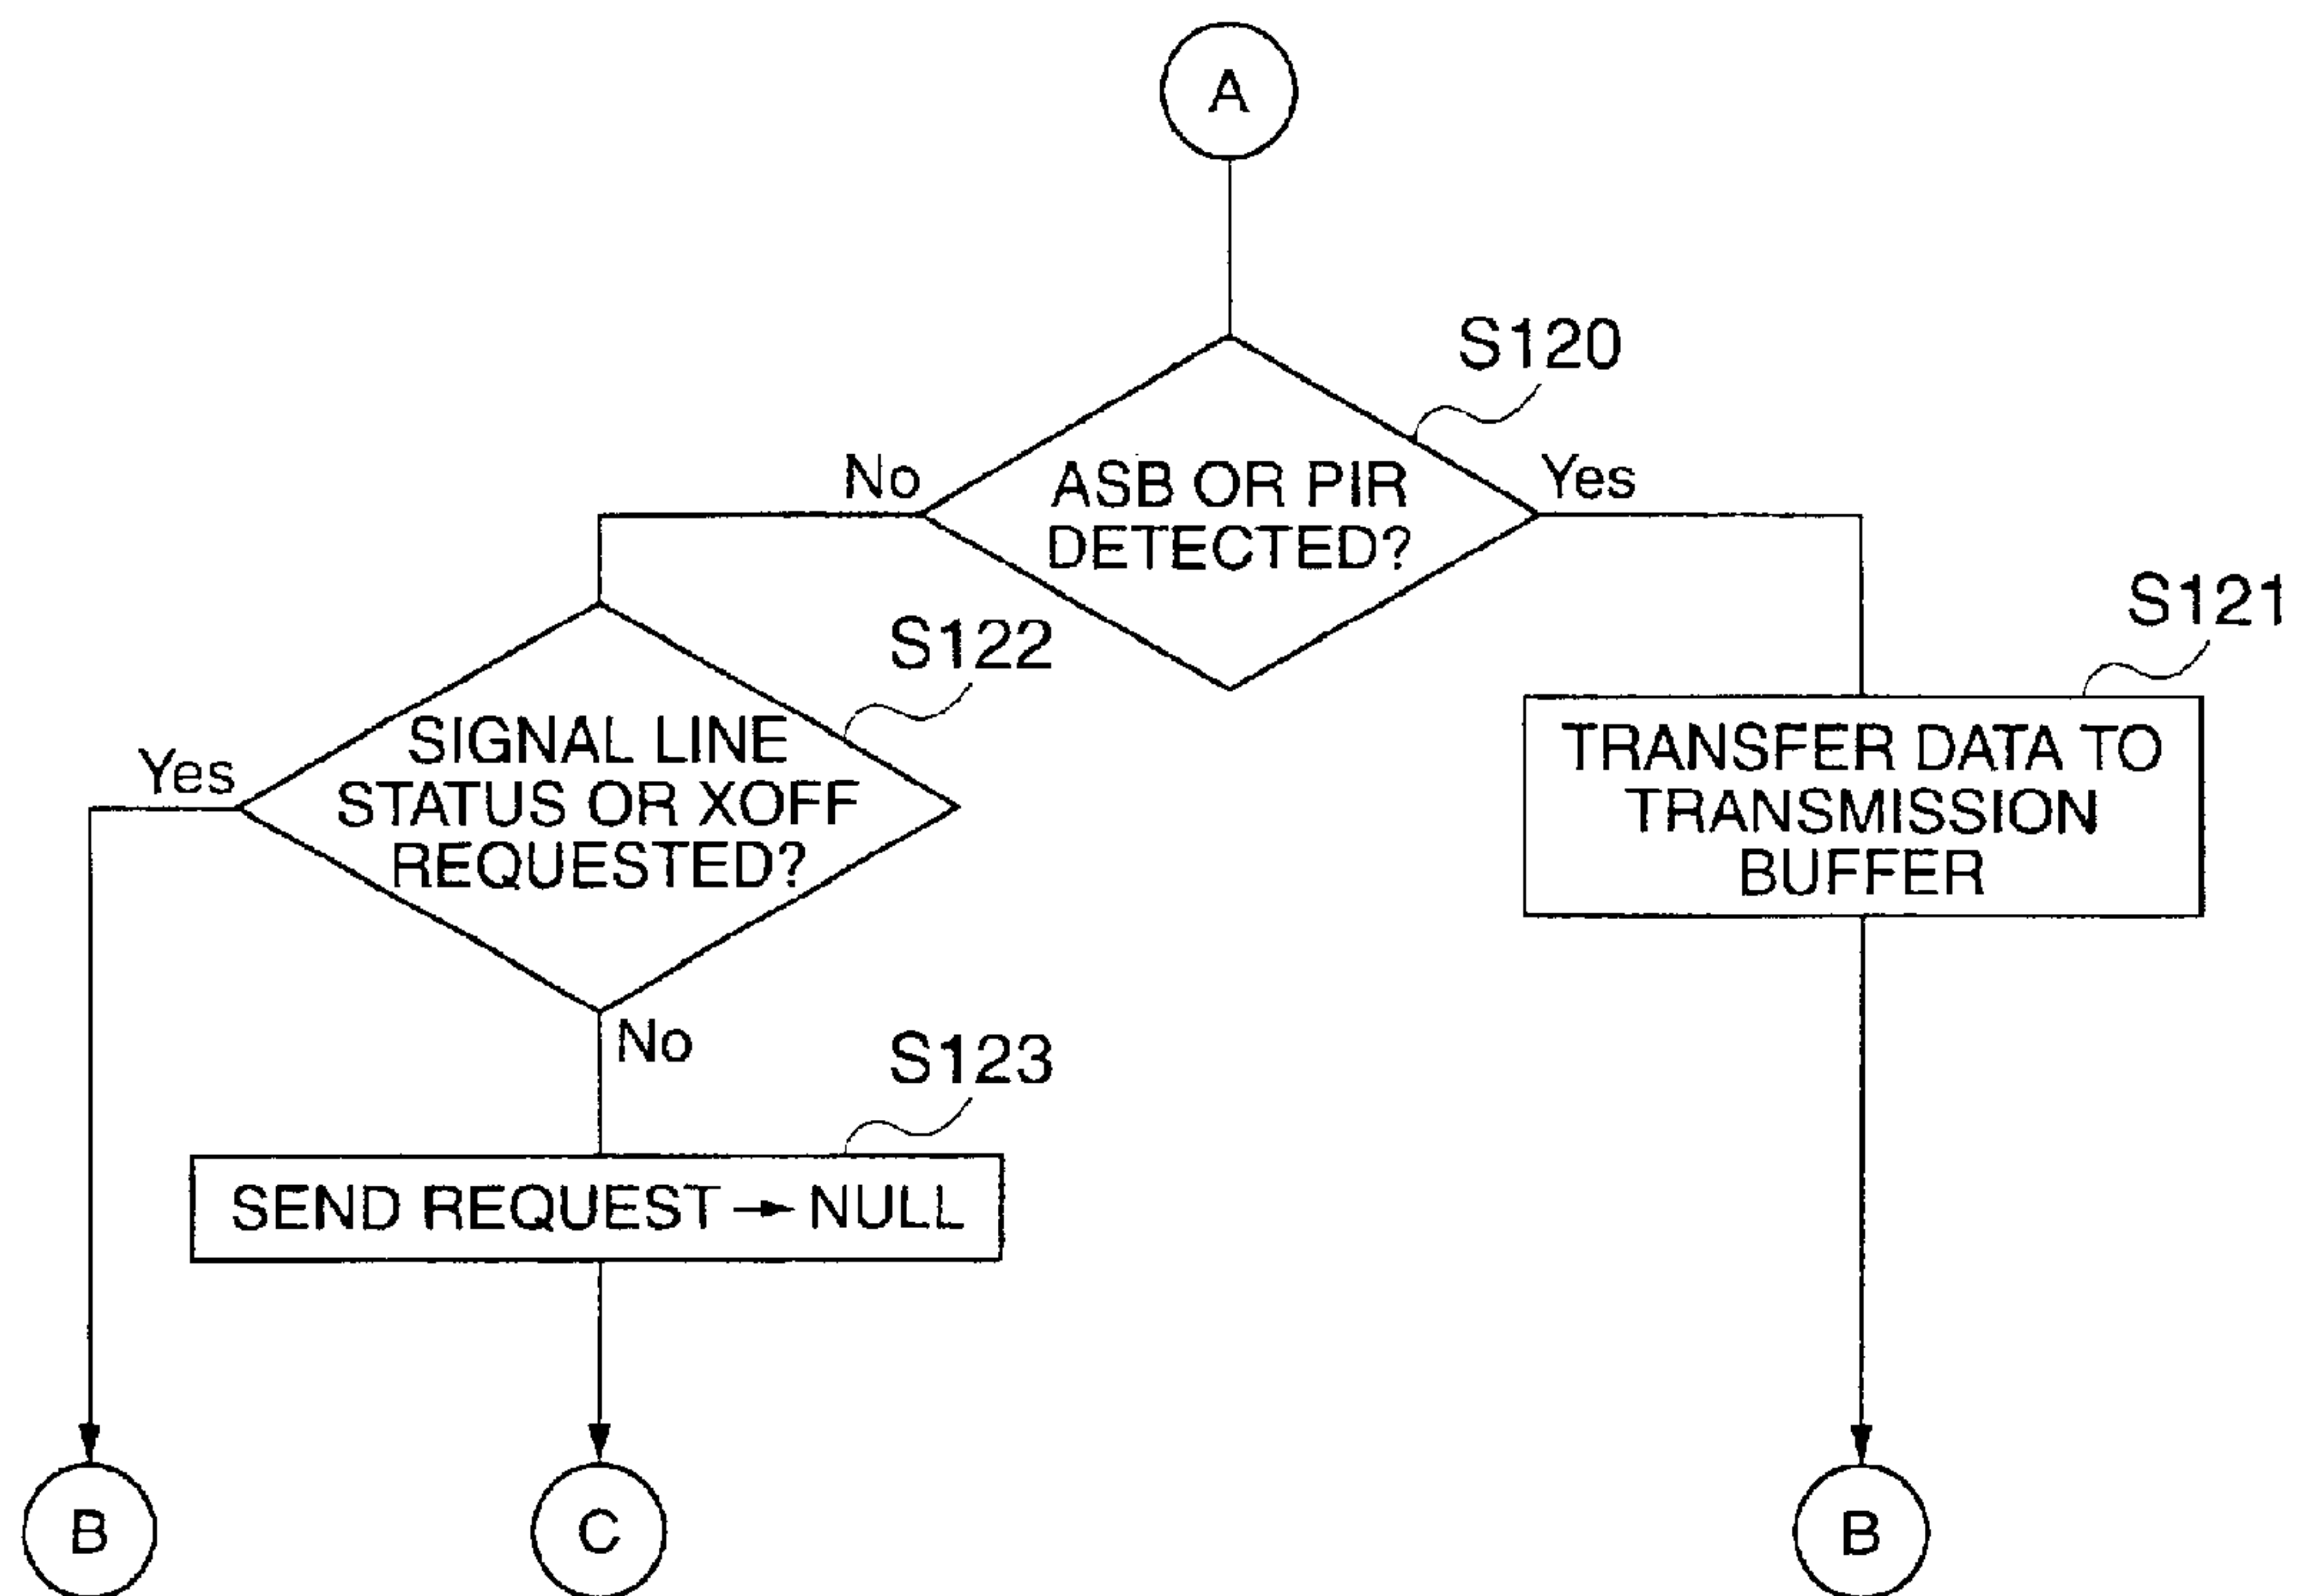 A
S120
No
ASB OR PIR
DETECTED?
Yes
S121
S122
SIGNAL LINE
STATUS OR XOFF
REQUESTED?
Yes
TRANSFER DATA TO
TRANSMISSION
BUFFER
No
S123
SEND REQUEST → NULL
B
C
B